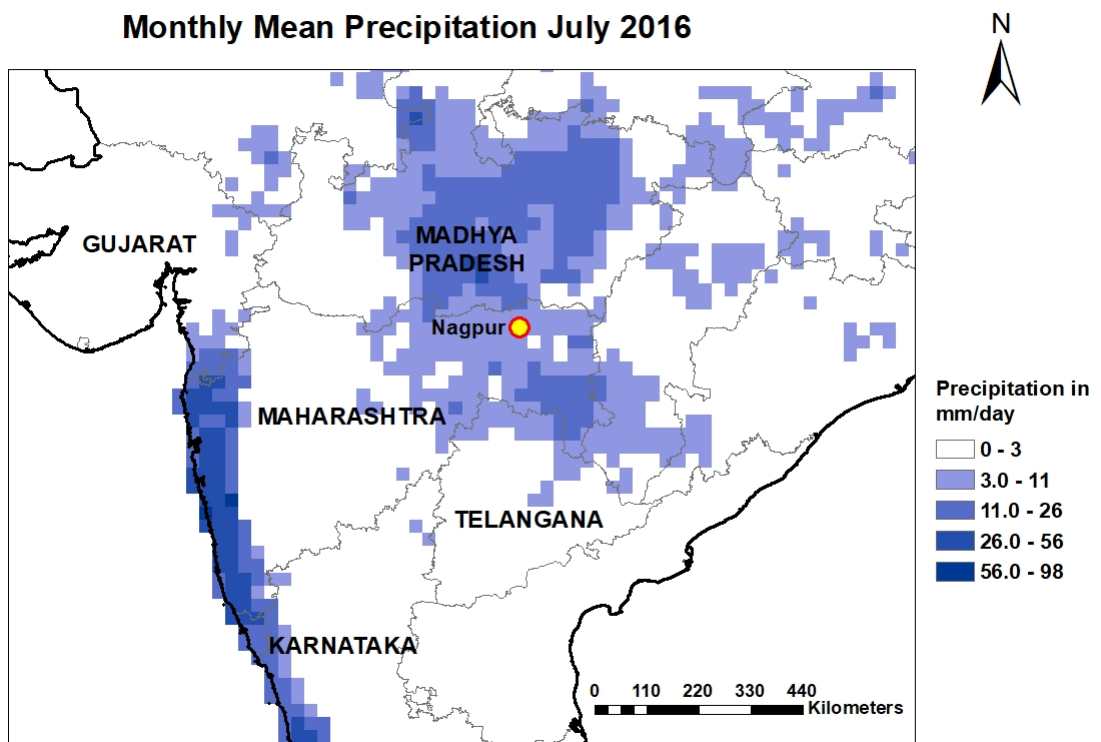 Monthly Mean Precipitation July 2016
N
GUJARAT
MADHYA
PRADESH
Nagpur
MAHARASHTRA
TELANGANA
KARNATAKA
0 110 220 330 440
Kilometers
Precipitation in
mm/day
0 - 3
3.0 - 11
11.0 - 26
26.0 - 56
56.0 - 98